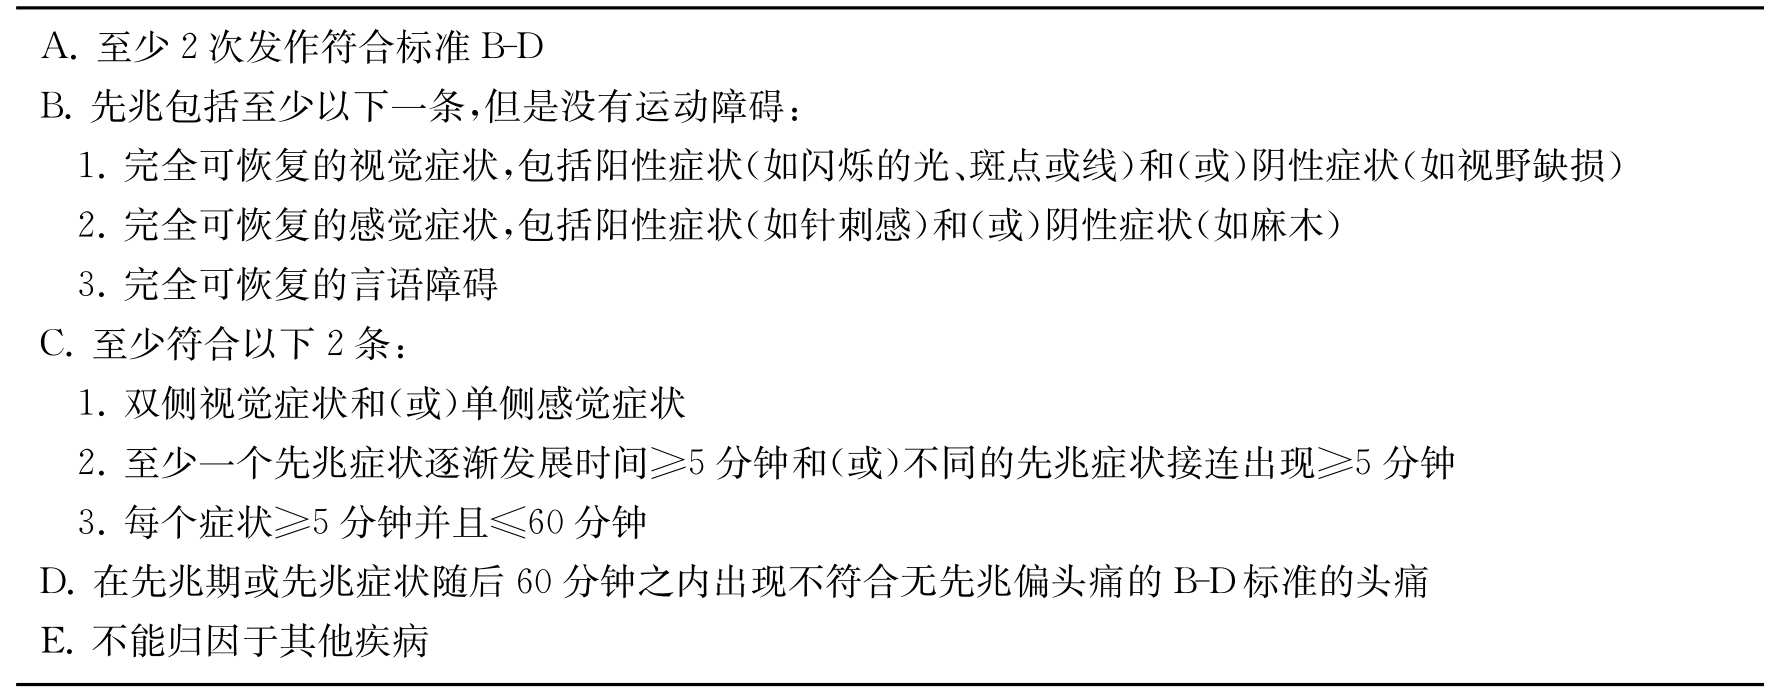 A. 至少 2 次发作符合标准 B-D
B. 先兆包括至少以下一条,但是没有运动障碍:
1. 完全可恢复的视觉症状,包括阳性症状(如闪烁的光、斑点或线)和(或)阴性症状(如视野缺损)
2. 完全可恢复的感觉症状,包括阳性症状(如针刺感)和(或)阴性症状(如麻木)
3. 完全可恢复的言语障碍
C. 至少符合以下 2 条:
1. 双侧视觉症状和(或)单侧感觉症状
2. 至少一个先兆症状逐渐发展时间≥5 分钟和(或)不同的先兆症状接连出现≥5 分钟
3. 每个症状≥5 分钟并且≤60 分钟
D. 在先兆期或先兆症状随后 60 分钟之内出现不符合无先兆偏头痛的 B-D 标准的头痛
E. 不能归因于其他疾病